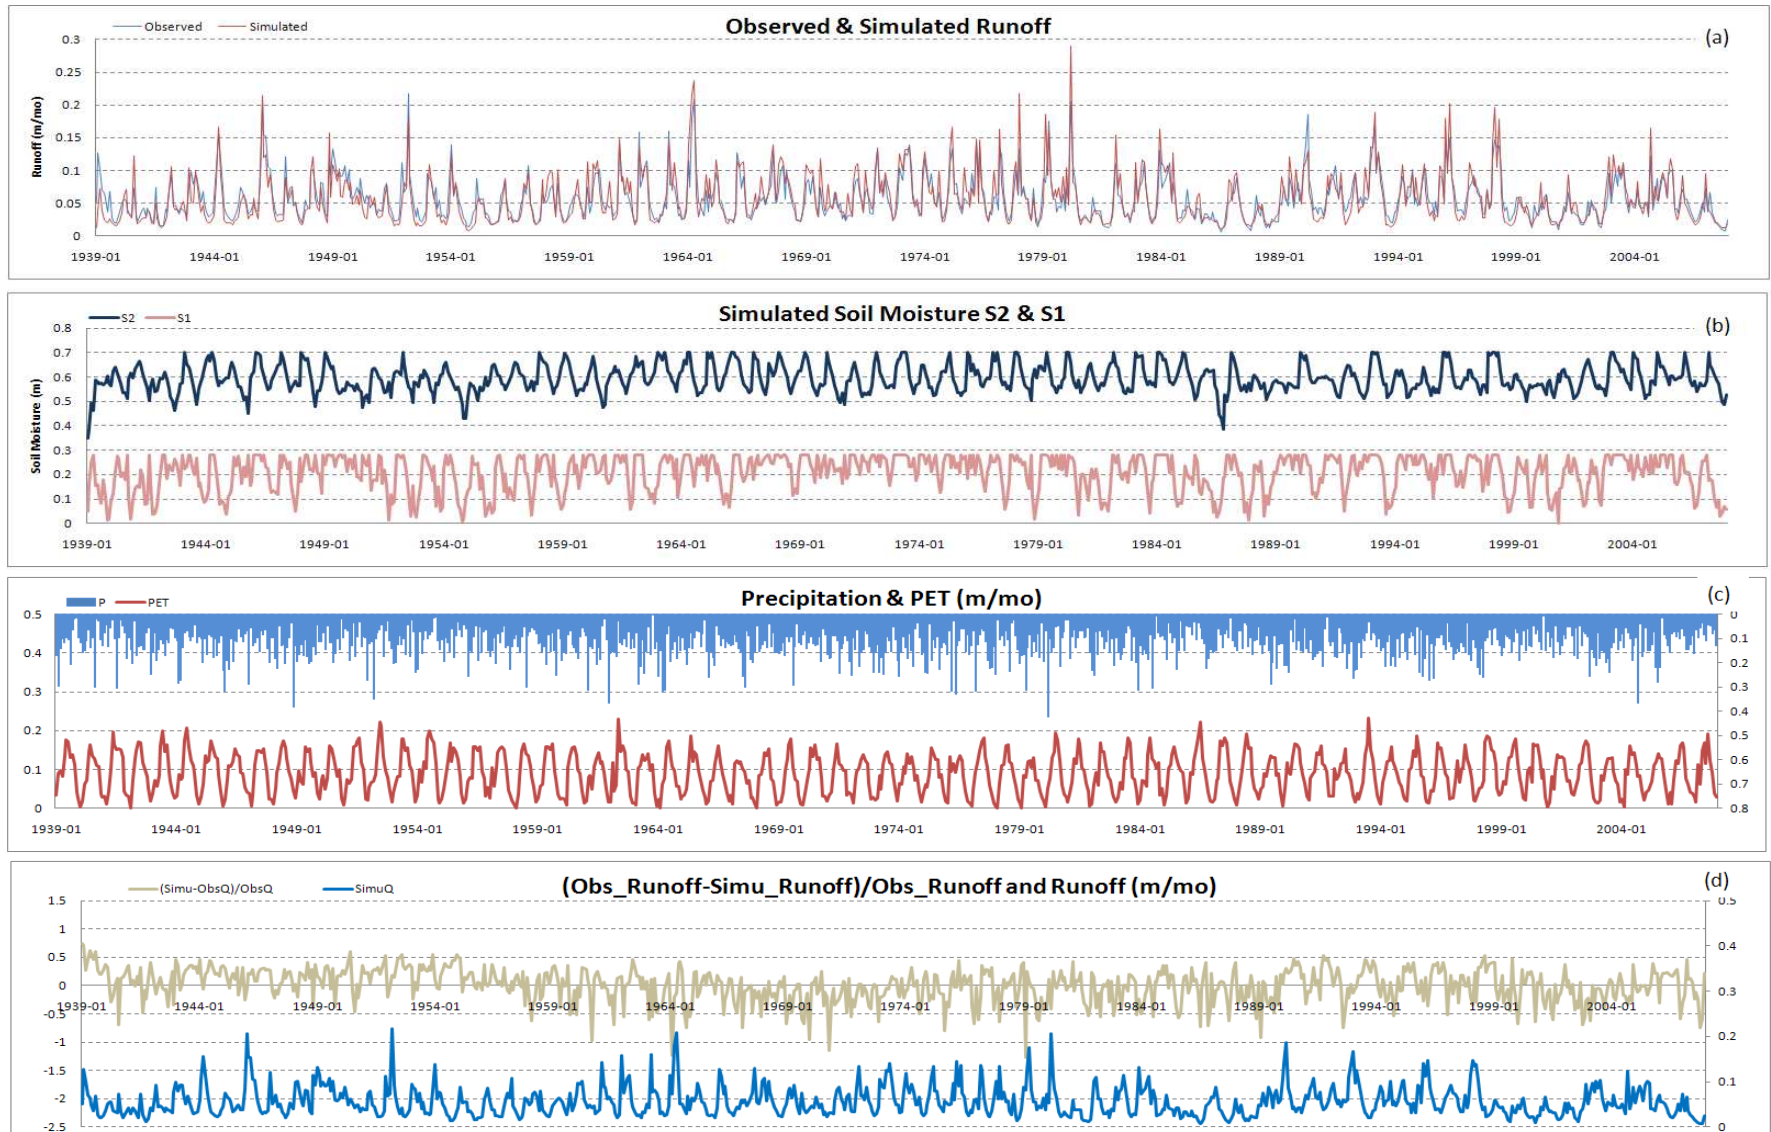 Observed & Simulated Runoff
(a)
Observed Simulated
0.3
0.25
0.2
0.15
0.1
0.05
0
Runoff (m/mo)
1939-01 1944-01 1949-01 1954-01 1959-01 1964-01 1969-01 1974-01 1979-01 1984-01 1989-01 1994-01 1999-01 2004-01
Simulated Soil Moisture S2 & S1
(b)
S2 S1
0.8
0.7
0.6
0.5
0.4
0.3
0.2
0.1
0
Soil Moisture (m)
1939-01 1944-01 1949-01 1954-01 1959-01 1964-01 1969-01 1974-01 1979-01 1984-01 1989-01 1994-01 1999-01 2004-01
Precipitation & PET (m/mo)
(c)
P PET
0.5
0.4
0.3
0.2
0.1
0
0
0.1
0.2
0.3
0.4
0.5
0.6
0.7
0.8
1939-01 1944-01 1949-01 1954-01 1959-01 1964-01 1969-01 1974-01 1979-01 1984-01 1989-01 1994-01 1999-01 2004-01
(Obs_Runoff-Simu_Runoff)/Obs_Runoff and Runoff (m/mo)
(d)
(Simu-ObsQ)/ObsQ SimuQ
1.5
1
0.5
0
-0.5
-1
-1.5
-2
-2.5
0.5
0.4
0.3
0.2
0.1
0
1939-01 1944-01 1949-01 1954-01 1959-01 1964-01 1969-01 1974-01 1979-01 1984-01 1989-01 1994-01 1999-01 2004-01